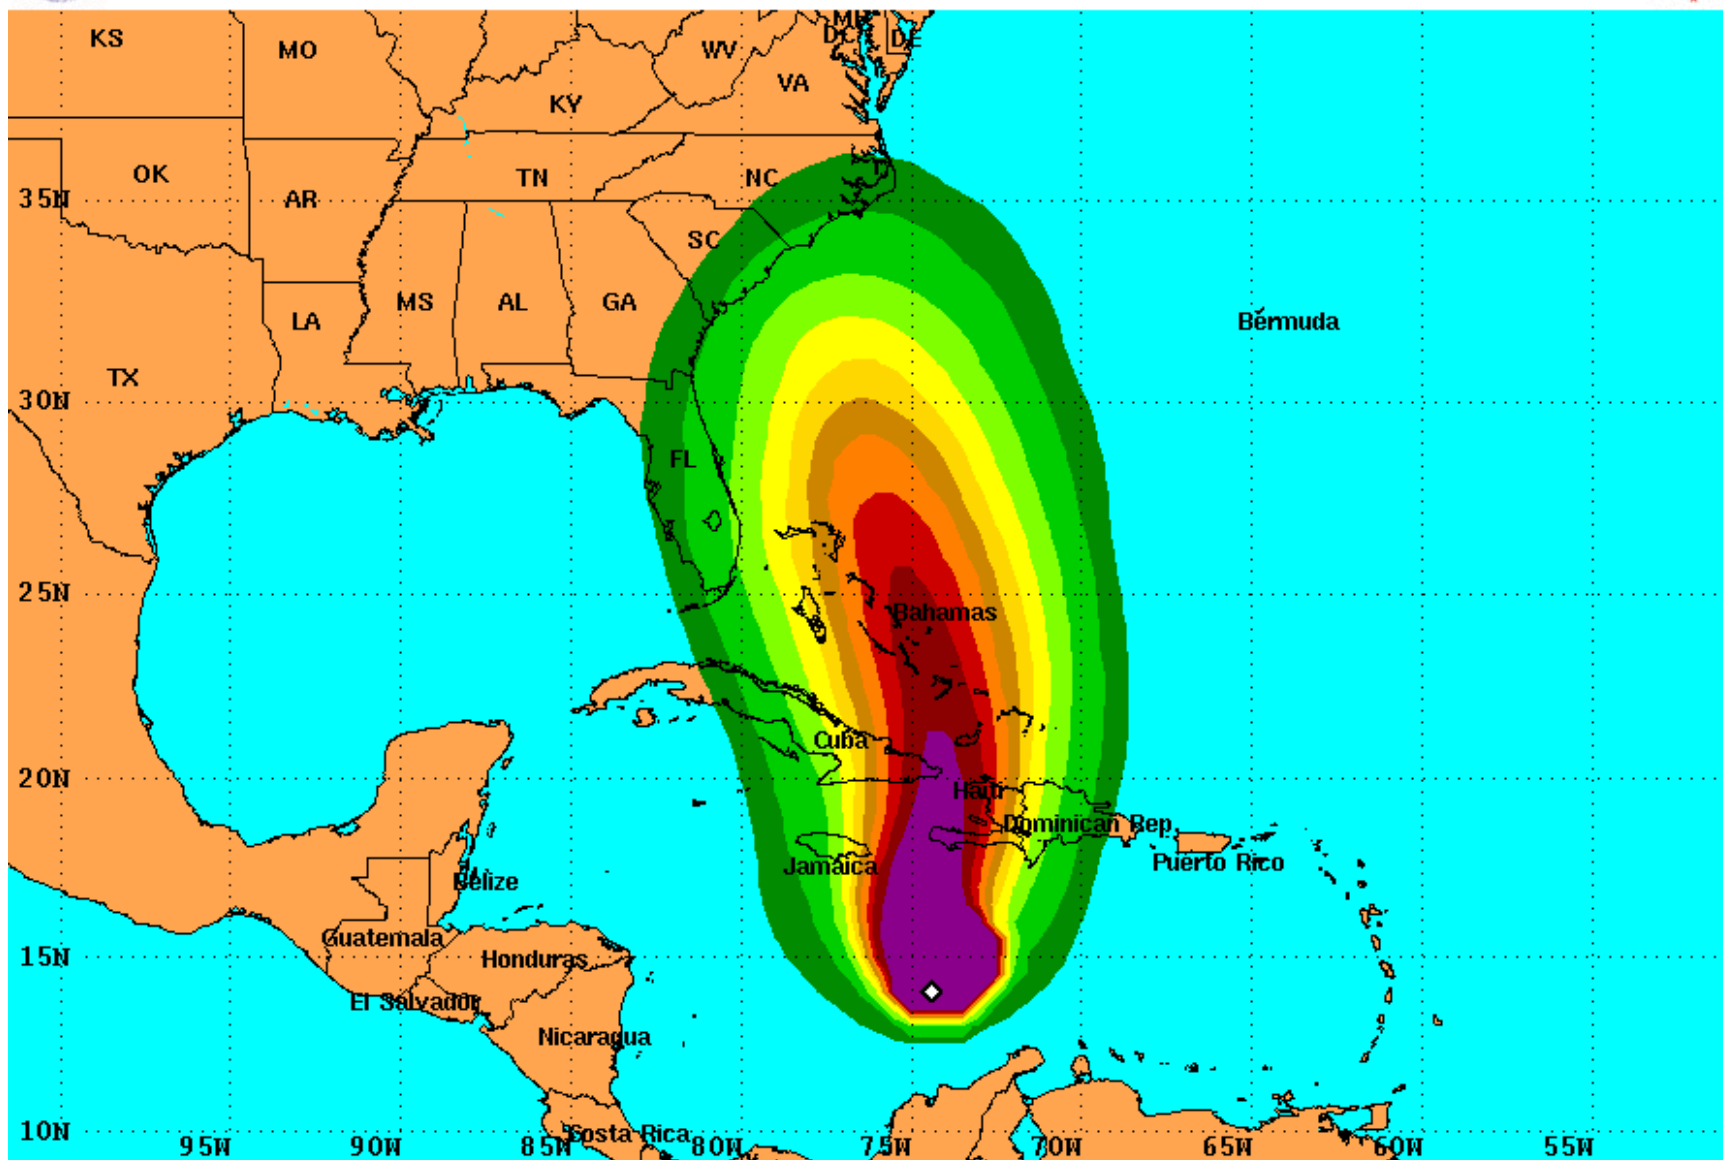 KS
MO
WV
MD
DC
DE
VA
KY
OK
TN
NC
35N
AR
SC
MS
AL
GA
LA
Bermuda
TX
30N
FL
25N
Bahamas
Cuba
20N
Haiti
Dominican Rep
Jamaica
Puerto Rico
Belize
Guatemala
15N
Honduras
El Salvador
Nicaragua
10N
95W
90W
85W
Costa Rica
80W
75W
70W
65W
60W
55W